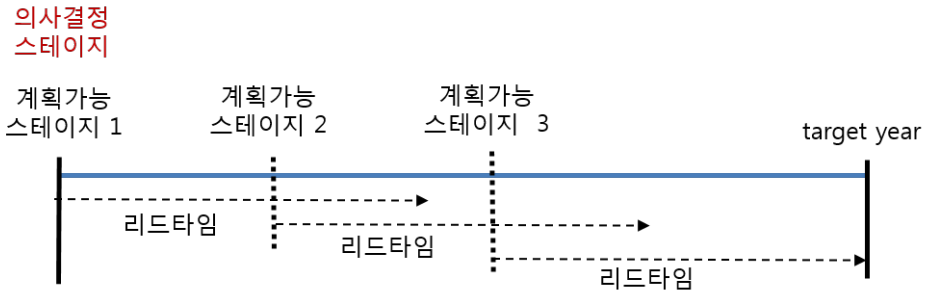 의사결정
스테이지
계획가능
스테이지 1
계획가능
스테이지 2
계획가능
스테이지 3
target year
리드타임
리드타임
리드타임